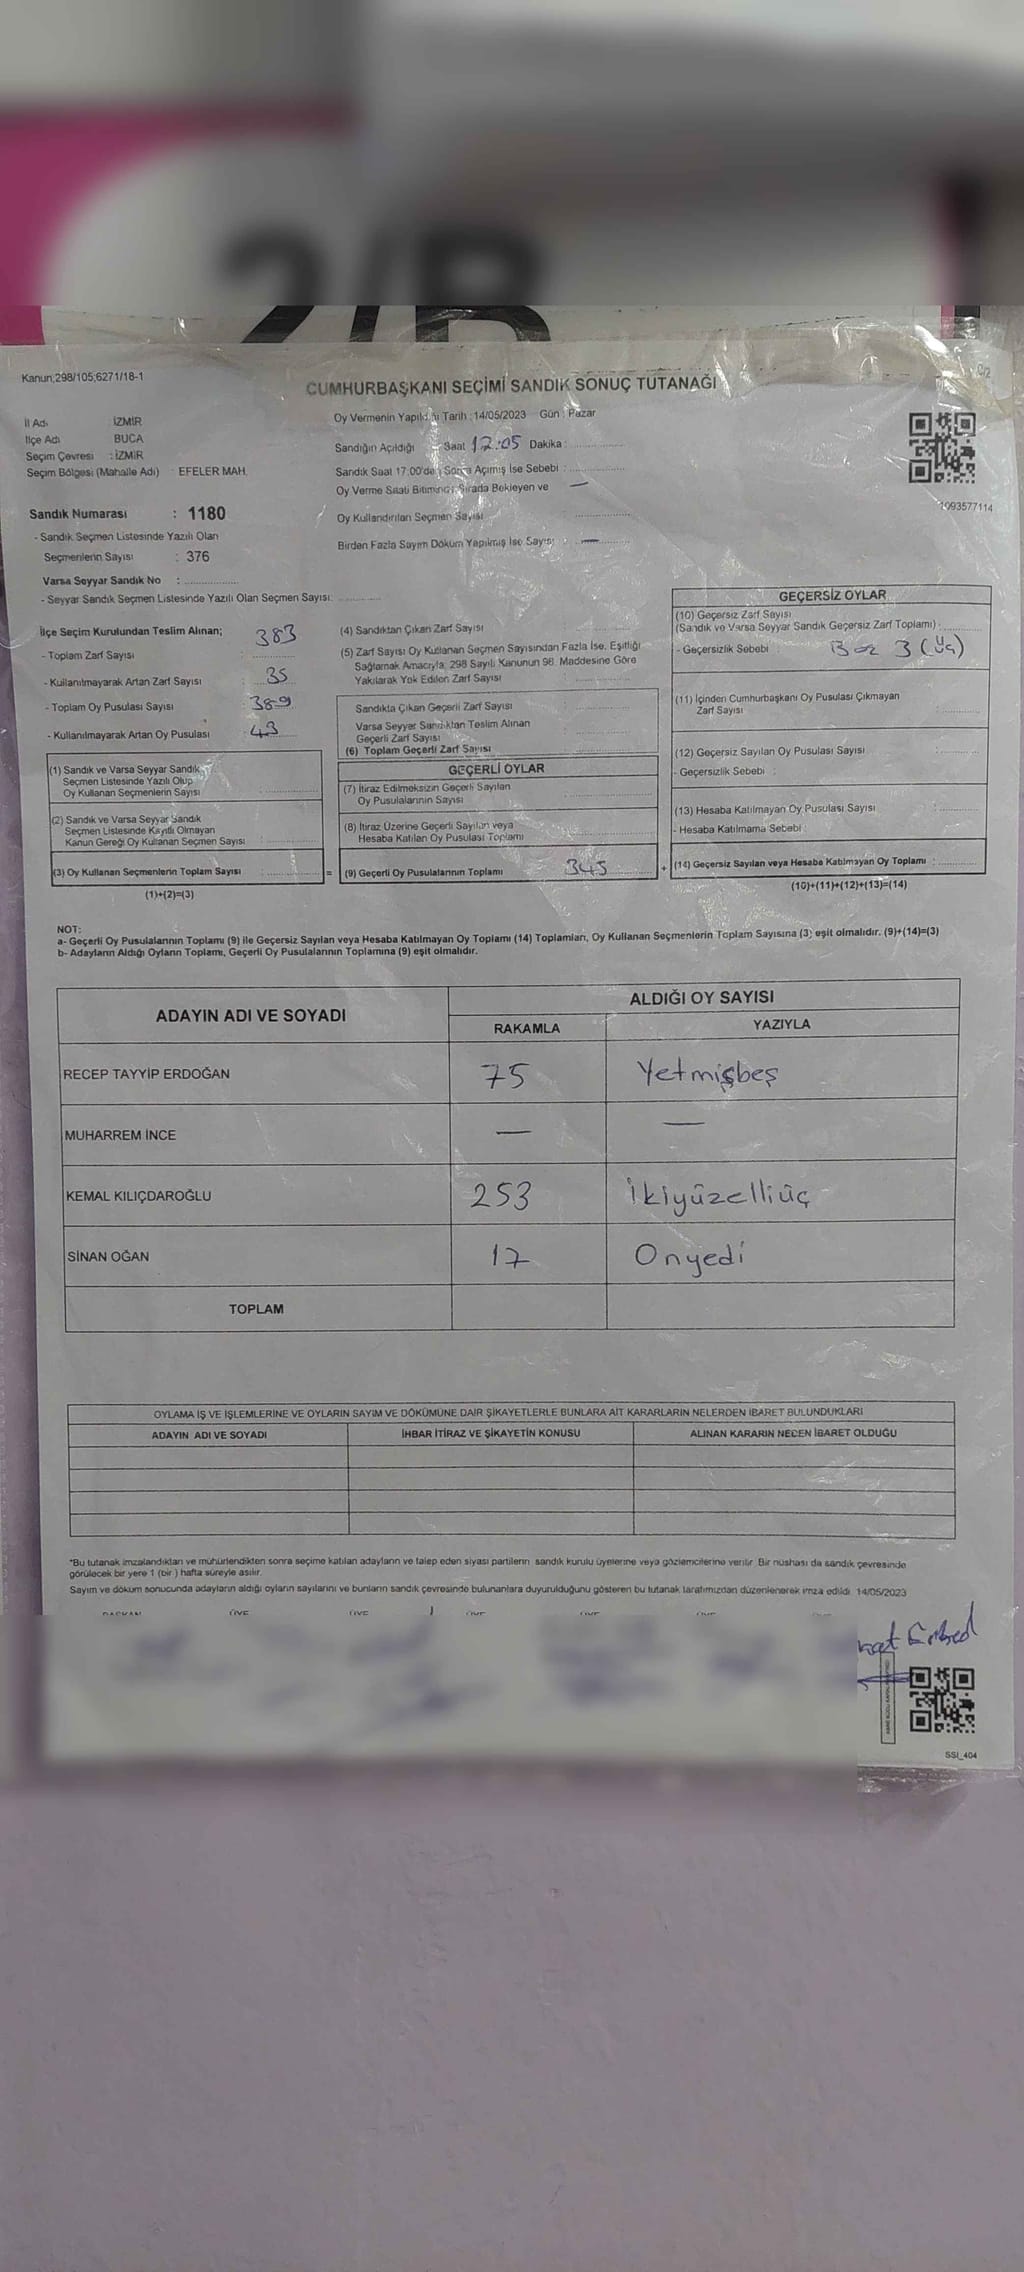 2/B
Kanun;298/105;6271/18-1
CUMHURBAŞKANI SEÇİMİ SANDIK SONUÇ TUTANAĞI
İl Adı İZMİR
İlçe Adı BUCA
Seçim Çevresi : İZMİR
Seçim Bölgesi (Mahalle Adı) : EFELER MAH.
Oy Vermenin Yapıldığı Tarih : 14/05/2023 Gün : Pazar
Sandığın Açıldığı Saat 17:05 Dakika :
Sandık Saat 17:00'den Sonra Açımış İse Sebebi :
Oy Verme Saati Bitiminde Sırada Bekleyen ve —
Oy Kullandırılan Seçmen Sayısı
Birden Fazla Sayım Döküm Yapılmış İse Sayısı : —
1093577114
Sandık Numarası : 1180
- Sandık Seçmen Listesinde Yazılı Olan
Seçmenlerin Sayısı : 376
Varsa Seyyar Sandık No :
- Seyyar Sandık Seçmen Listesinde Yazılı Olan Seçmen Sayısı:
İlçe Seçim Kurulundan Teslim Alınan;
- Toplam Zarf Sayısı 383
- Kullanılmayarak Artan Zarf Sayısı 35
- Toplam Oy Pusulası Sayısı 389
- Kullanılmayarak Artan Oy Pusulası 43
(1) Sandık ve Varsa Seyyar Sandık
Seçmen Listesinde Yazılı Olup
Oy Kullanan Seçmenlerin Sayısı
(2) Sandık ve Varsa Seyyar Sandık
Seçmen Listesinde Kayıtlı Olmayan
Kanun Gereği Oy Kullanan Seçmen Sayısı
(3) Oy Kullanan Seçmenlerin Toplam Sayısı
(1)+(2)=(3)
(4) Sandıktan Çıkan Zarf Sayısı
(5) Zarf Sayısı Oy Kullanan Seçmen Sayısından Fazla İse, Eşitliği
Sağlamak Amacıyla, 298 Sayılı Kanunun 98. Maddesine Göre
Yakılarak Yok Edilen Zarf Sayısı
Sandıkta Çıkan Geçerli Zarf Sayısı
Varsa Seyyar Sandıktan Teslim Alınan
Geçerli Zarf Sayısı
(6) Toplam Geçerli Zarf Sayısı
GEÇERLİ OYLAR
(7) İtiraz Edilmeksizin Geçerli Sayılan
Oy Pusulalarının Sayısı
(8) İtiraz Üzerine Geçerli Sayılan veya
Hesaba Katılan Oy Pusulası Toplamı
= (9) Geçerli Oy Pusulalarının Toplamı 345 +
GEÇERSİZ OYLAR
(10) Geçersiz Zarf Sayısı
(Sandık ve Varsa Seyyar Sandık Geçersiz Zarf Toplamı) :
- Geçersizlik Sebebi : Boz 3 (Üç)
(11) İçinden Cumhurbaşkanı Oy Pusulası Çıkmayan
Zarf Sayısı
(12) Geçersiz Sayılan Oy Pusulası Sayısı
- Geçersizlik Sebebi :
(13) Hesaba Katılmayan Oy Pusulası Sayısı
- Hesaba Katılmama Sebebi
(14) Geçersiz Sayılan veya Hesaba Katılmayan Oy Toplamı :
(10)+(11)+(12)+(13)=(14)
NOT:
a- Geçerli Oy Pusulalarının Toplamı (9) ile Geçersiz Sayılan veya Hesaba Katılmayan Oy Toplamı (14) Toplamları, Oy Kullanan Seçmenlerin Toplam Sayısına (3) eşit olmalıdır. (9)+(14)=(3)
b- Adayların Aldığı Oyların Toplamı, Geçerli Oy Pusulalarının Toplamına (9) eşit olmalıdır.
ADAYIN ADI VE SOYADI ALDIĞI OY SAYISI
RAKAMLA YAZIYLA
RECEP TAYYİP ERDOĞAN 75 Yetmişbeş
MUHARREM İNCE — —
KEMAL KILIÇDAROĞLU 253 İkiyüzelliüç
SİNAN OĞAN 17 Onyedi
TOPLAM
OYLAMA İŞ VE İŞLEMLERİNE VE OYLARIN SAYIM VE DÖKÜMÜNE DAİR ŞİKAYETLERLE BUNLARA AİT KARARLARIN NELERDEN İBARET BULUNDUKLARI
ADAYIN ADI VE SOYADI İHBAR İTİRAZ VE ŞİKAYETİN KONUSU ALINAN KARARIN NEDEN İBARET OLDUĞU
*Bu tutanak imzalandıktan ve mühürlendikten sonra seçime katılan adayların ve talep eden siyasi partilerin sandık kurulu üyelerine veya gözlemcilerine verilir. Bir nüshası da sandık çevresinde
görülecek bir yere 1 (bir ) hafta süreyle asılır.
Sayım ve döküm sonucunda adayların aldığı oyların sayılarını ve bunların sandık çevresinde bulunanlara duyurulduğunu gösteren bu tutanak tarafımızdan düzenlenerek imza edildi. 14/05/2023
BAŞKAN ÜYE ÜYE ÜYE ÜYE ÜYE ÜYE
SSI_404